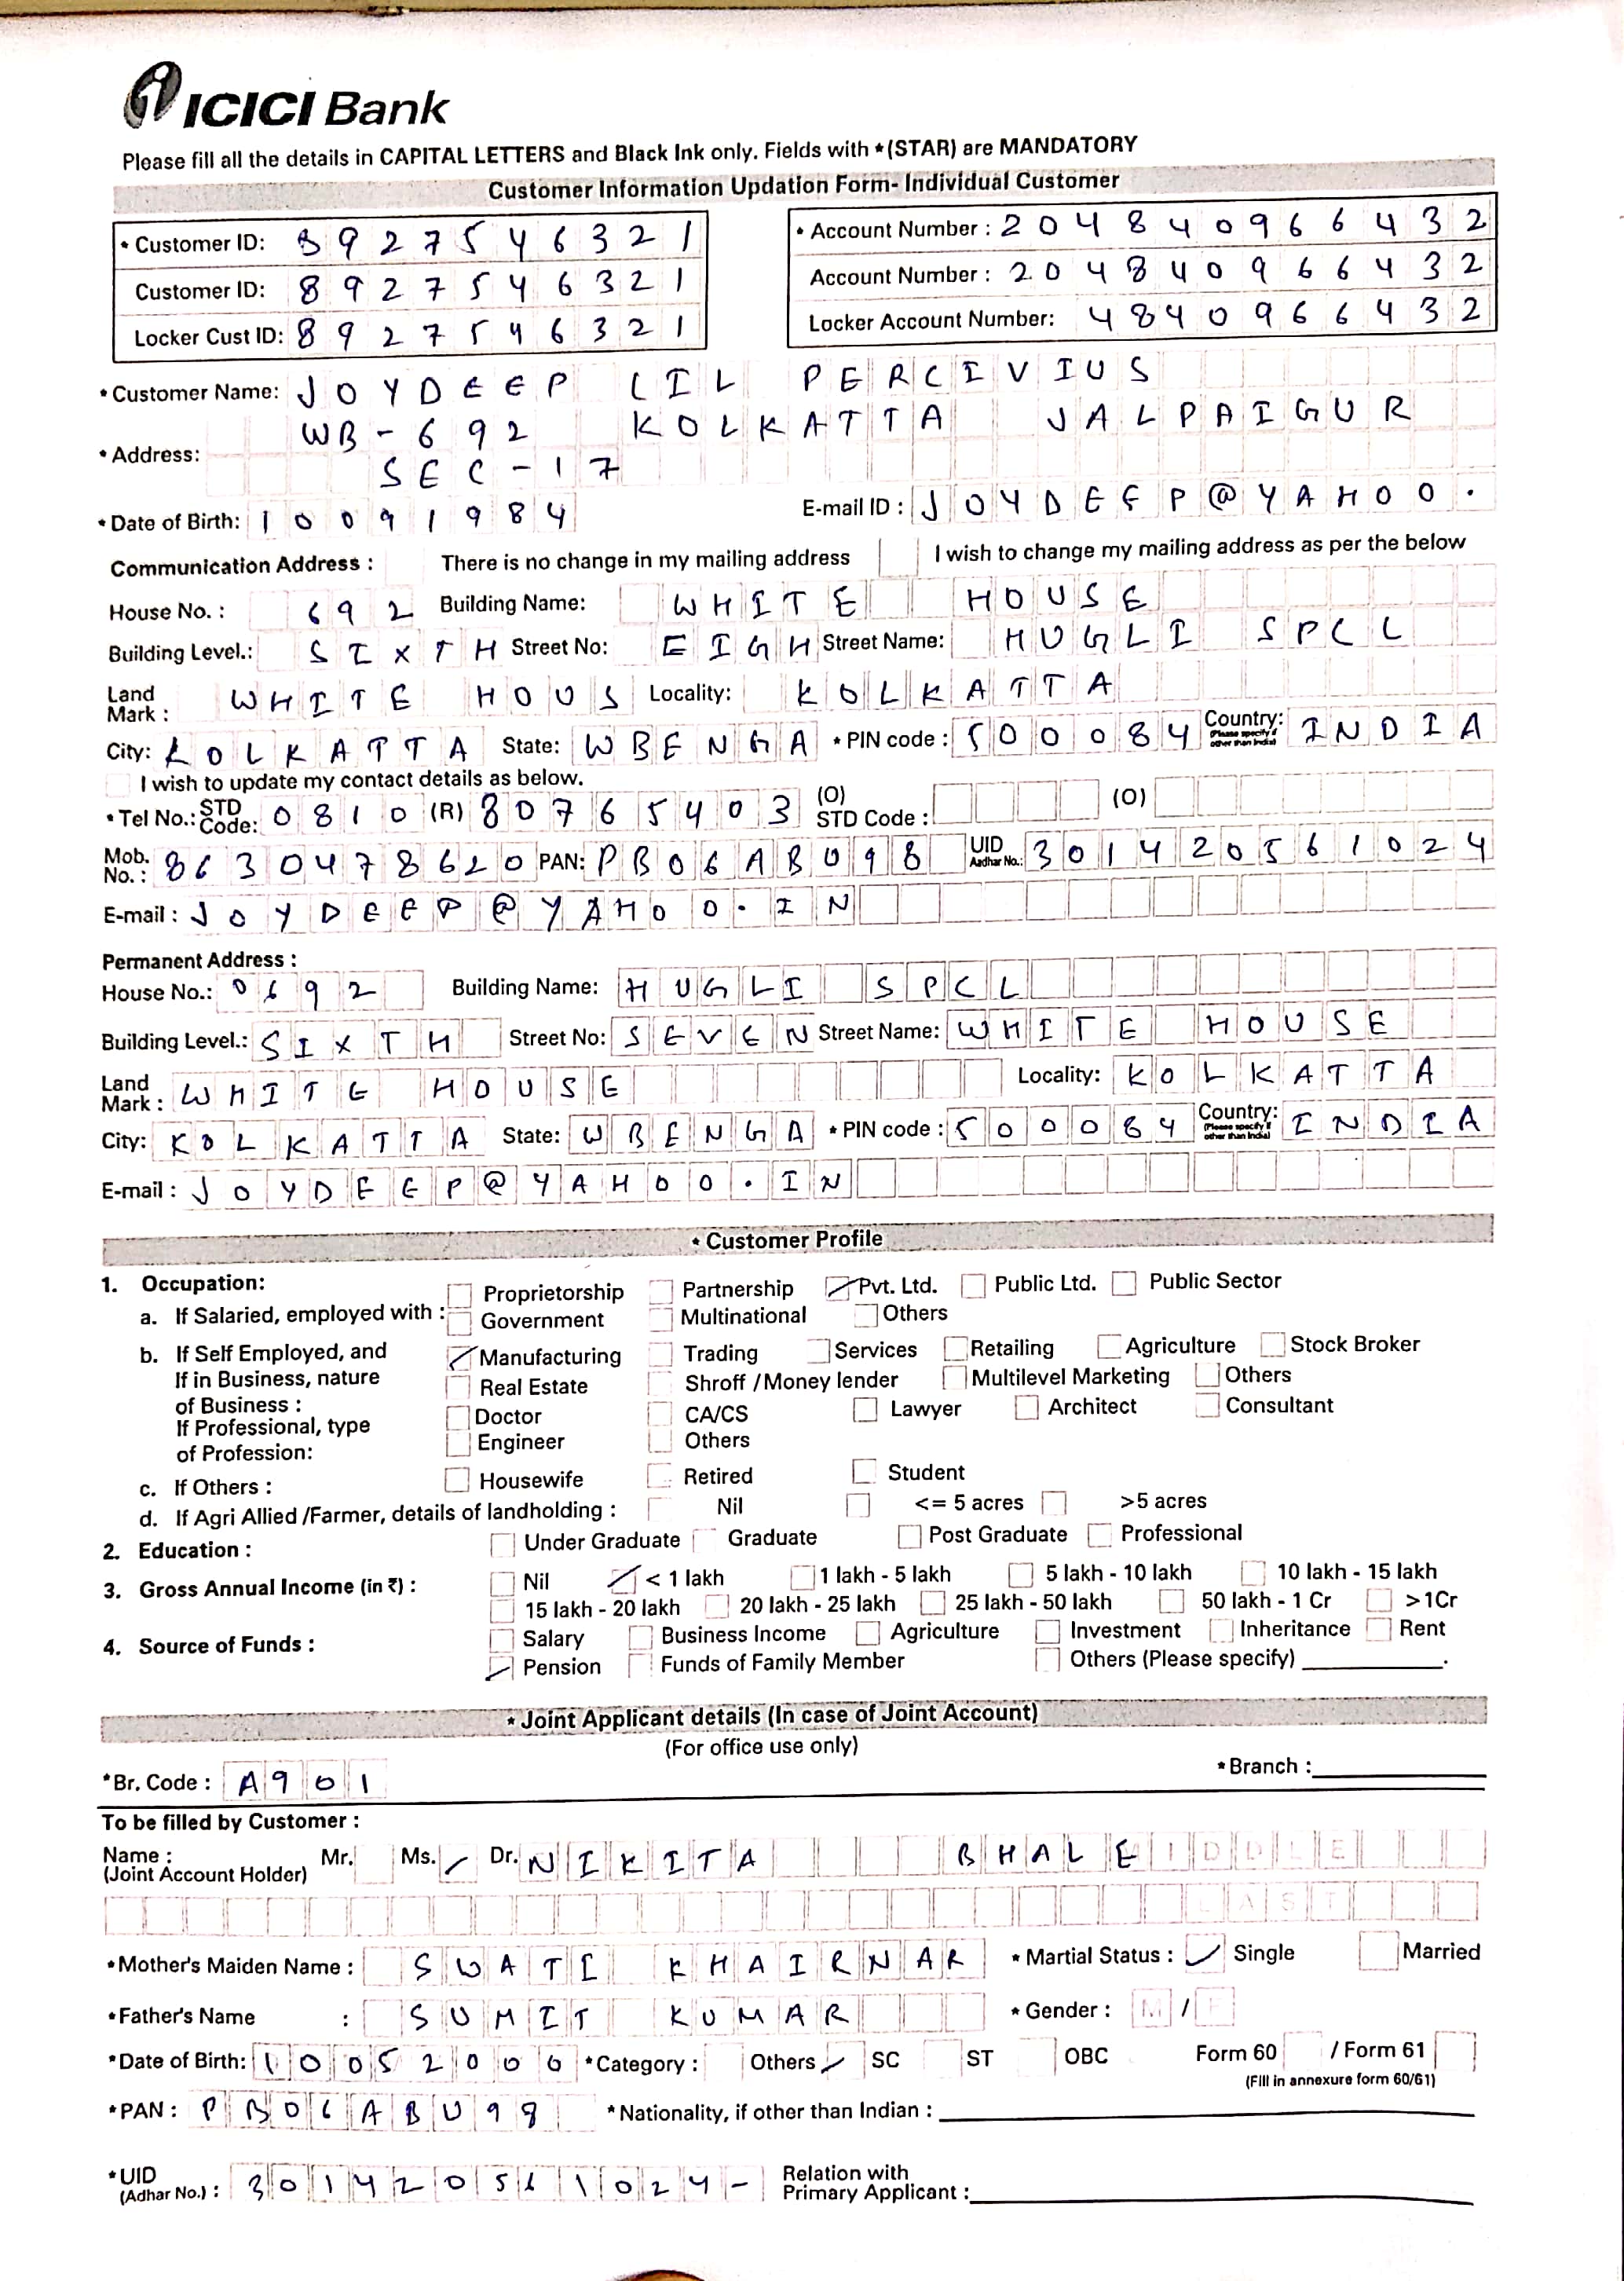 ICICI Bank
Please fill all the details in CAPITAL LETTERS and Black Ink only. Fields with *(STAR) are MANDATORY
Customer Information Updation Form- Individual Customer
* Customer ID: 8927546321 * Account Number : 204840966432
Customer ID: 8927546321 Account Number : 204840966432
Locker Cust ID: 8927546321 Locker Account Number: 4840966432
* Customer Name: JOYDEEP LIL PERCIVIUS
WB-692 KOLKATTA JALPAIGUR
* Address: SEC-17
* Date of Birth: 10091984 E-mail ID : JOYDEEP@YAHOO.
Communication Address : There is no change in my mailing address I wish to change my mailing address as per the below
House No. : 692 Building Name: WHITE HOUSE
Building Level.: SIXTH Street No: EIGH Street Name: HUGLI SPCL
Land Mark : WHITE HOUS Locality: KOLKATTA
City: KOLKATTA State: WBENGA * PIN code : 500084 Country: (Please specify if other than India) INDIA
I wish to update my contact details as below.
* Tel No.: STD Code: 0810 (R) 80765403 (O) STD Code : (O)
Mob. No. : 8630478620 PAN: PB06ABU98 UID Aadhar No.: 301420561024
E-mail : JOYDEEP@YAHOO.IN
Permanent Address :
House No.: 0692 Building Name: HUGLI SPCL
Building Level.: SIXTH Street No: SEVEN Street Name: WHITE HOUSE
Land Mark : WHITE HOUSE Locality: KOLKATTA
City: KOLKATTA State: WBENGA * PIN code : 500084 Country: (Please specify if other than India) INDIA
E-mail : JOYDEEP@YAHOO.IN
* Customer Profile
1. Occupation: Proprietorship Partnership Pvt. Ltd. Public Ltd. Public Sector
a. If Salaried, employed with : Government Multinational Others
b. If Self Employed, and Manufacturing Trading Services Retailing Agriculture Stock Broker
If in Business, nature Real Estate Shroff /Money lender Multilevel Marketing Others
of Business :
If Professional, type Doctor CA/CS Lawyer Architect Consultant
of Profession: Engineer Others
c. If Others : Housewife Retired Student
d. If Agri Allied /Farmer, details of landholding : Nil <= 5 acres >5 acres
2. Education : Under Graduate Graduate Post Graduate Professional
3. Gross Annual Income (in ₹) : Nil < 1 lakh 1 lakh - 5 lakh 5 lakh - 10 lakh 10 lakh - 15 lakh
15 lakh - 20 lakh 20 lakh - 25 lakh 25 lakh - 50 lakh 50 lakh - 1 Cr >1Cr
4. Source of Funds : Salary Business Income Agriculture Investment Inheritance Rent
Pension Funds of Family Member Others (Please specify)
* Joint Applicant details (In case of Joint Account)
(For office use only)
*Br. Code : A901 * Branch :
To be filled by Customer :
Name : (Joint Account Holder) Mr. Ms. Dr. NIKITA BHALE IDDLE
LAST
*Mother's Maiden Name : SWATI KHAIRNAR * Martial Status : Single Married
*Father's Name : SUMIT KUMAR * Gender : M / F
*Date of Birth: 10052000 *Category : Others SC ST OBC Form 60 / Form 61
(Fill in annexure form 60/61)
*PAN : PB06ABU98 *Nationality, if other than Indian :
*UID (Adhar No.) : 301420561024- Relation with Primary Applicant :